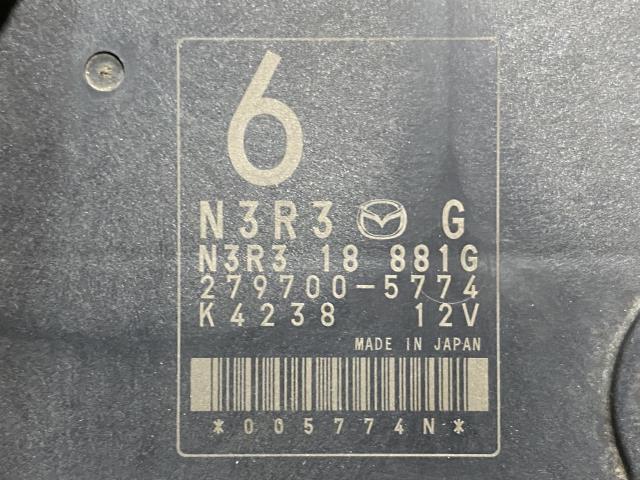 6
N3R3 G
N3R3 18 881G
279700-5774
K4238 12V
MADE IN JAPAN
*005774N*